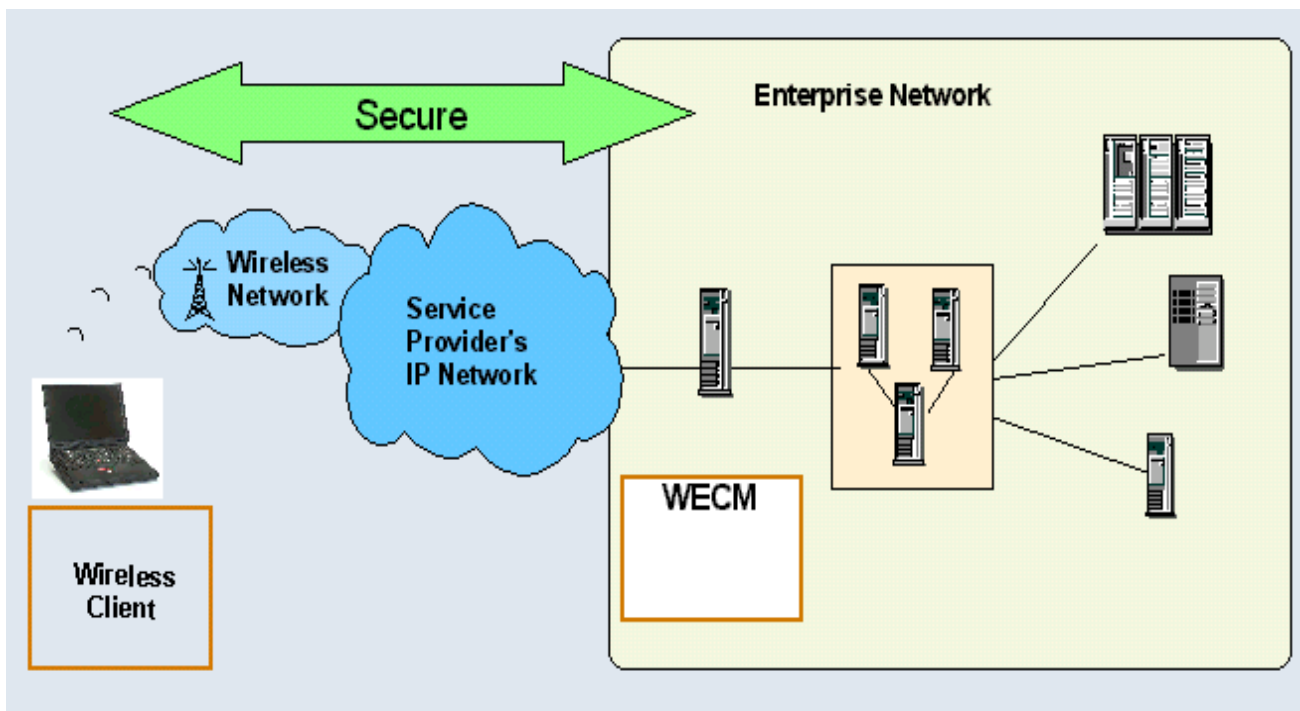 Secure
Enterprise Network
Wireless
Network
Service
Provider's
IP Network
WECM
Wireless
Client